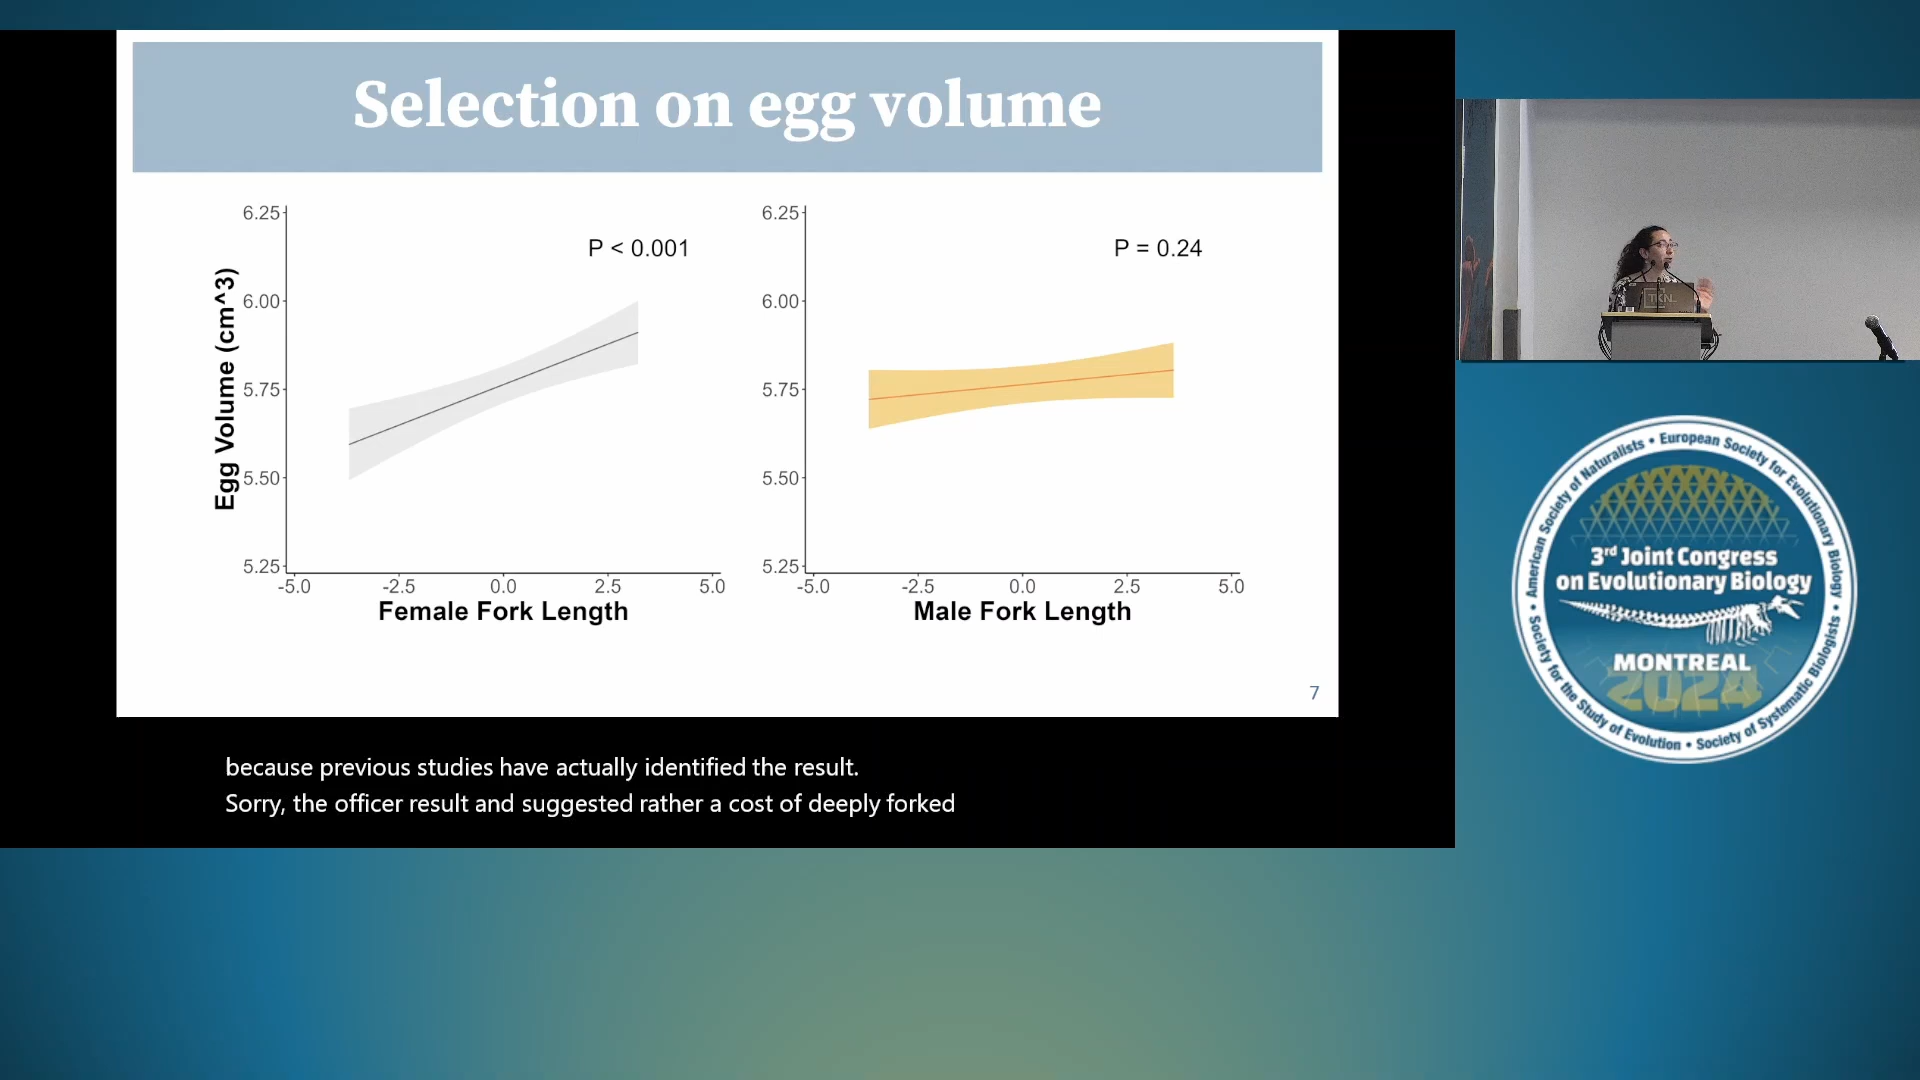 Selection on egg volume
Egg Volume (cm^3)
6.25
6.00
5.75
5.50
5.25
P < 0.001
-5.0 -2.5 0.0 2.5 5.0
Female Fork Length
6.25
6.00
5.75
5.50
5.25
P = 0.24
-5.0 -2.5 0.0 2.5 5.0
Male Fork Length
7
because previous studies have actually identified the result.
Sorry, the officer result and suggested rather a cost of deeply forked
American Society of Naturalists • European Society for Evolutionary Biology •
Society for the Study of Evolution • Society of Systematic Biologists •
3rd Joint Congress
on Evolutionary Biology
MONTREAL
2024